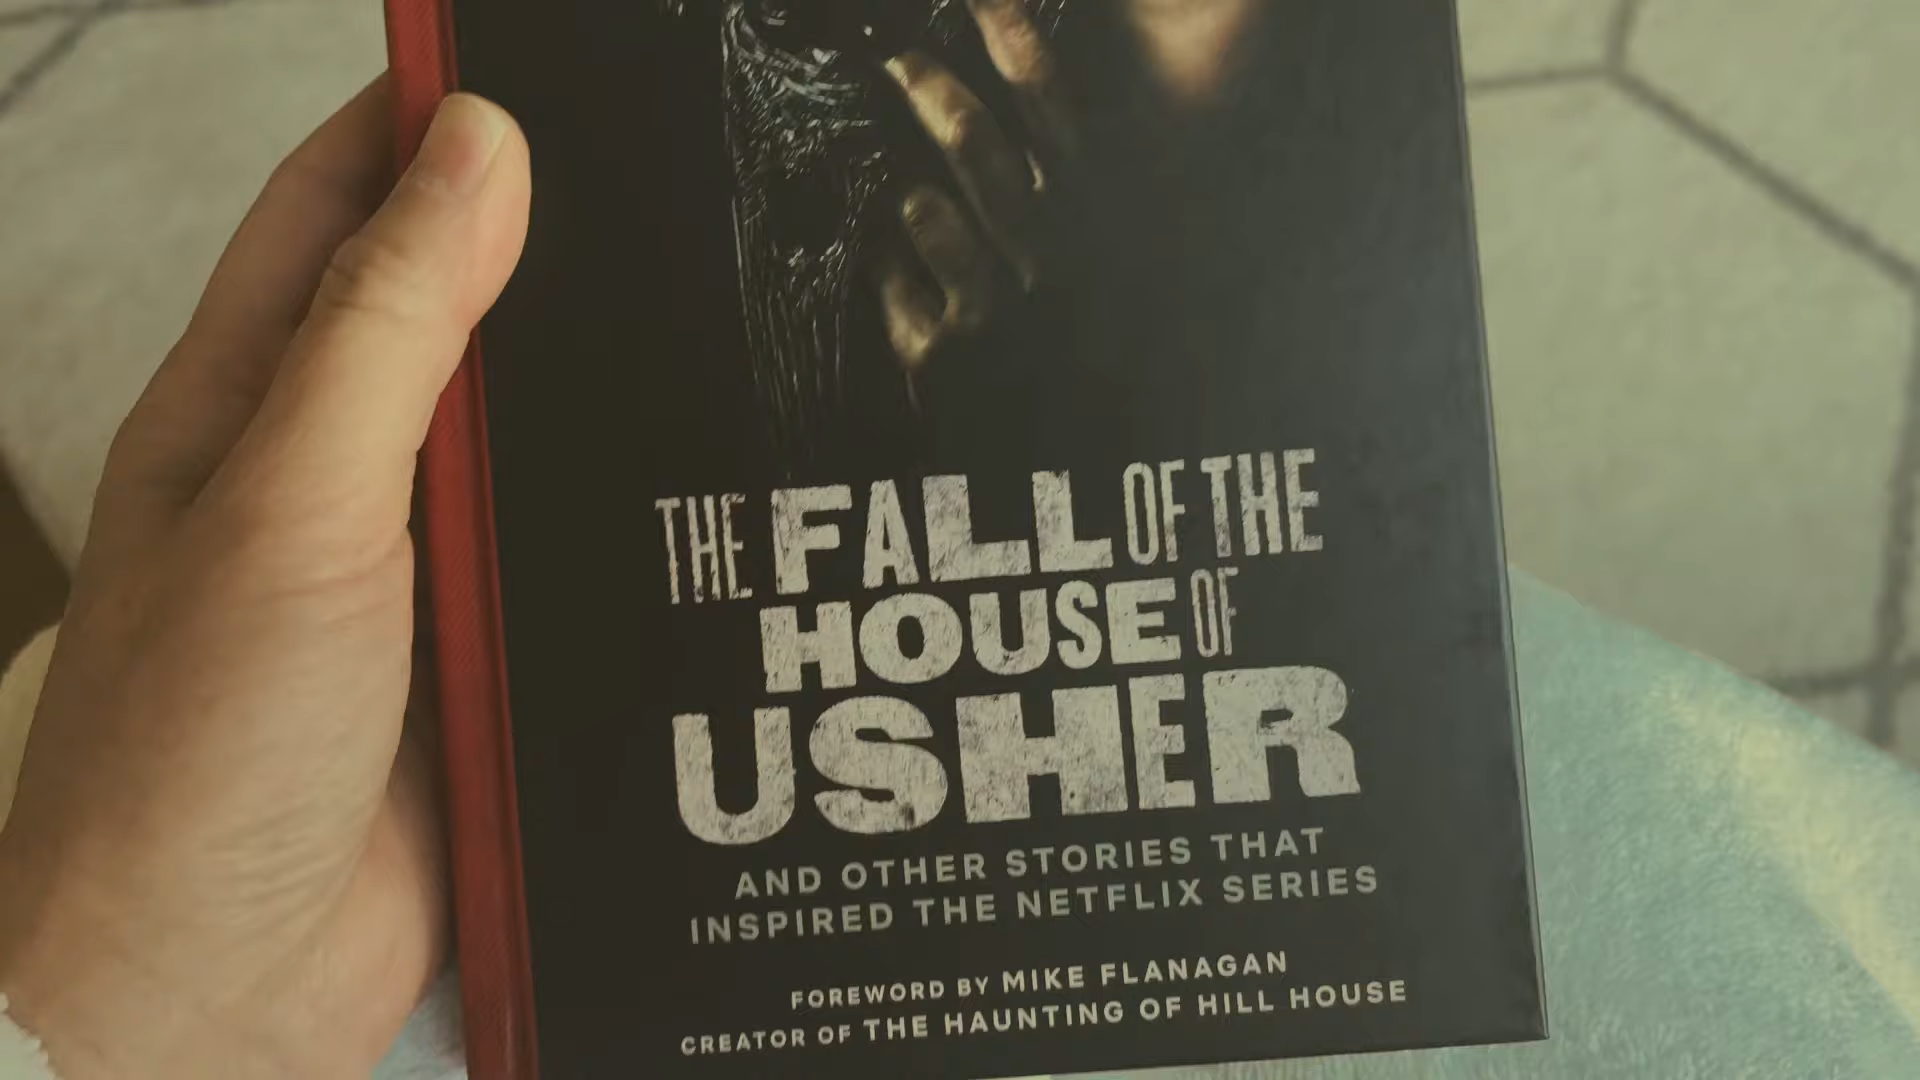 THE FALL OF THE
HOUSE OF
USHER
AND OTHER STORIES THAT
INSPIRED THE NETFLIX SERIES
FOREWORD BY MIKE FLANAGAN
CREATOR OF THE HAUNTING OF HILL HOUSE